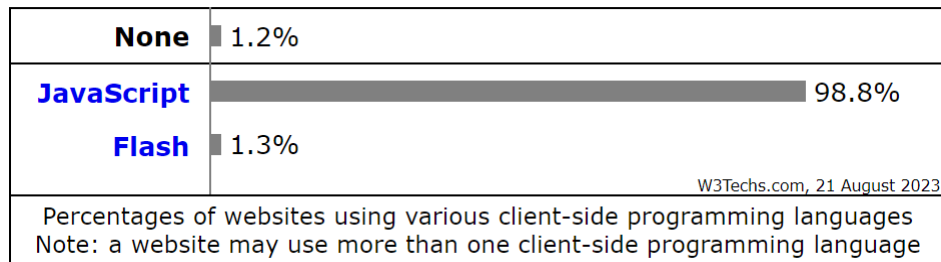 None 1.2%
JavaScript 98.8%
Flash 1.3%
W3Techs.com, 21 August 2023
Percentages of websites using various client-side programming languages
Note: a website may use more than one client-side programming language